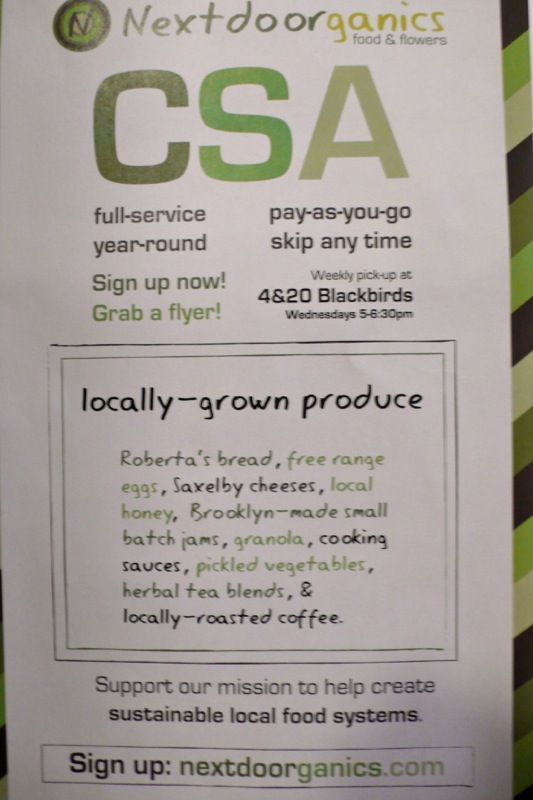 N Nextdoorganics
food & flowers
CSA
full-service
year-round
pay-as-you-go
skip any time
Sign up now!
Grab a flyer!
Weekly pick-up at
4&20 Blackbirds
Wednesdays 5-6:30pm
locally-grown produce
Roberta's bread, free range
eggs, Saxelby cheeses, local
honey, Brooklyn-made small
batch jams, granola, cooking
sauces, pickled vegetables,
herbal tea blends, &
locally-roasted coffee.
Support our mission to help create
sustainable local food systems.
Sign up: nextdoorganics.com